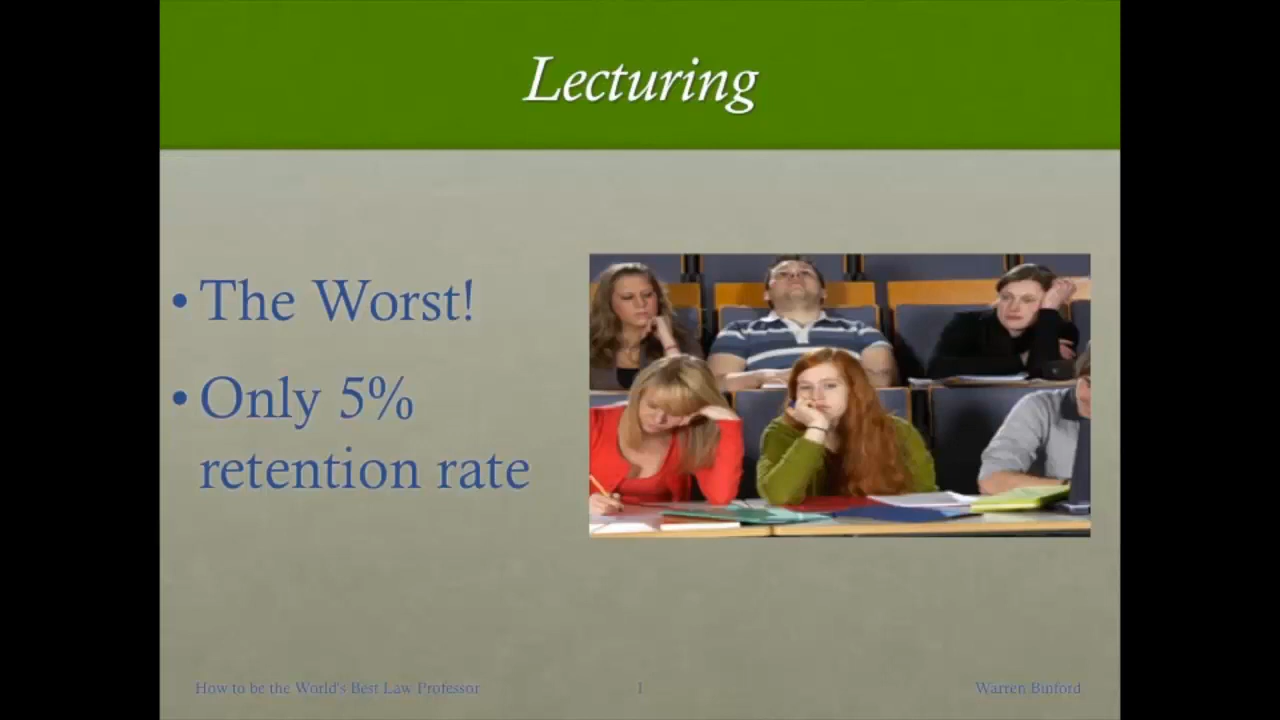 Lecturing
• The Worst!
• Only 5%
retention rate
How to be the World's Best Law Professor
1
Warren Binford